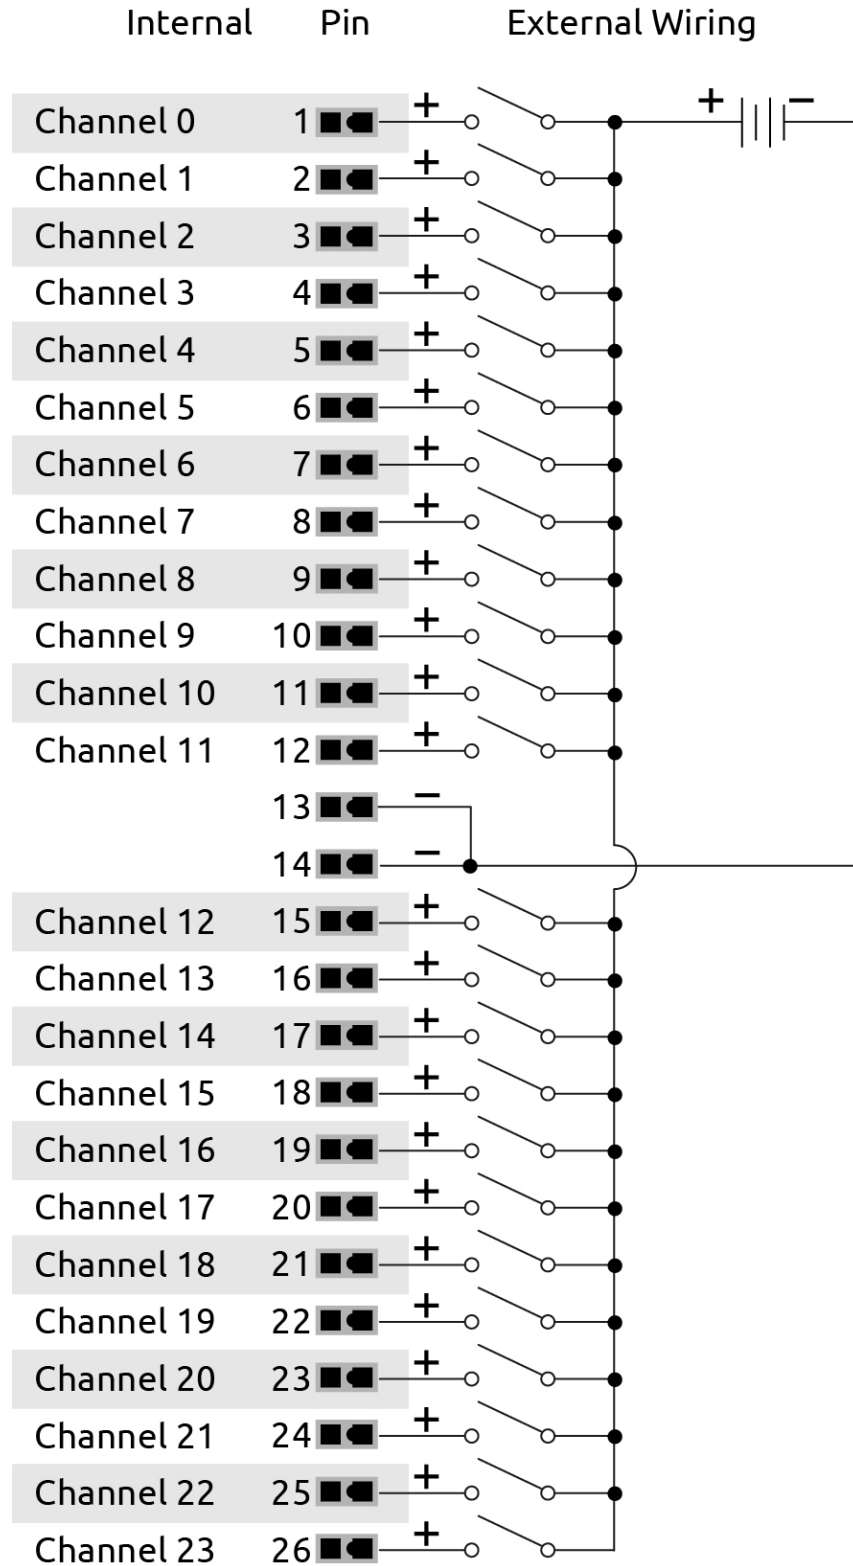 Internal Pin External Wiring
+ −
Channel 0 1 +
Channel 1 2 +
Channel 2 3 +
Channel 3 4 +
Channel 4 5 +
Channel 5 6 +
Channel 6 7 +
Channel 7 8 +
Channel 8 9 +
Channel 9 10 +
Channel 10 11 +
Channel 11 12 +
13 −
14 −
Channel 12 15 +
Channel 13 16 +
Channel 14 17 +
Channel 15 18 +
Channel 16 19 +
Channel 17 20 +
Channel 18 21 +
Channel 19 22 +
Channel 20 23 +
Channel 21 24 +
Channel 22 25 +
Channel 23 26 +